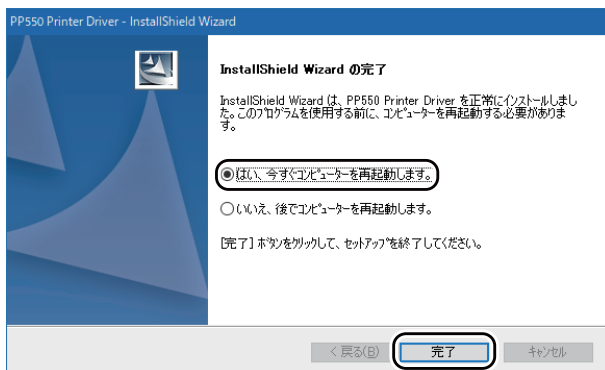 PP550 Printer Driver - InstallShield Wizard
InstallShield Wizard の完了
InstallShield Wizard は、PP550 Printer Driver を正常にインストールしまし
た。このプログラムを使用する前に、コンピューターを再起動する必要がありま
す。
はい、今すぐコンピューターを再起動します。
いいえ、後でコンピューターを再起動します。
[完了] ボタンをクリックして、セットアップを終了してください。
< 戻る(B)
完了
キャンセル